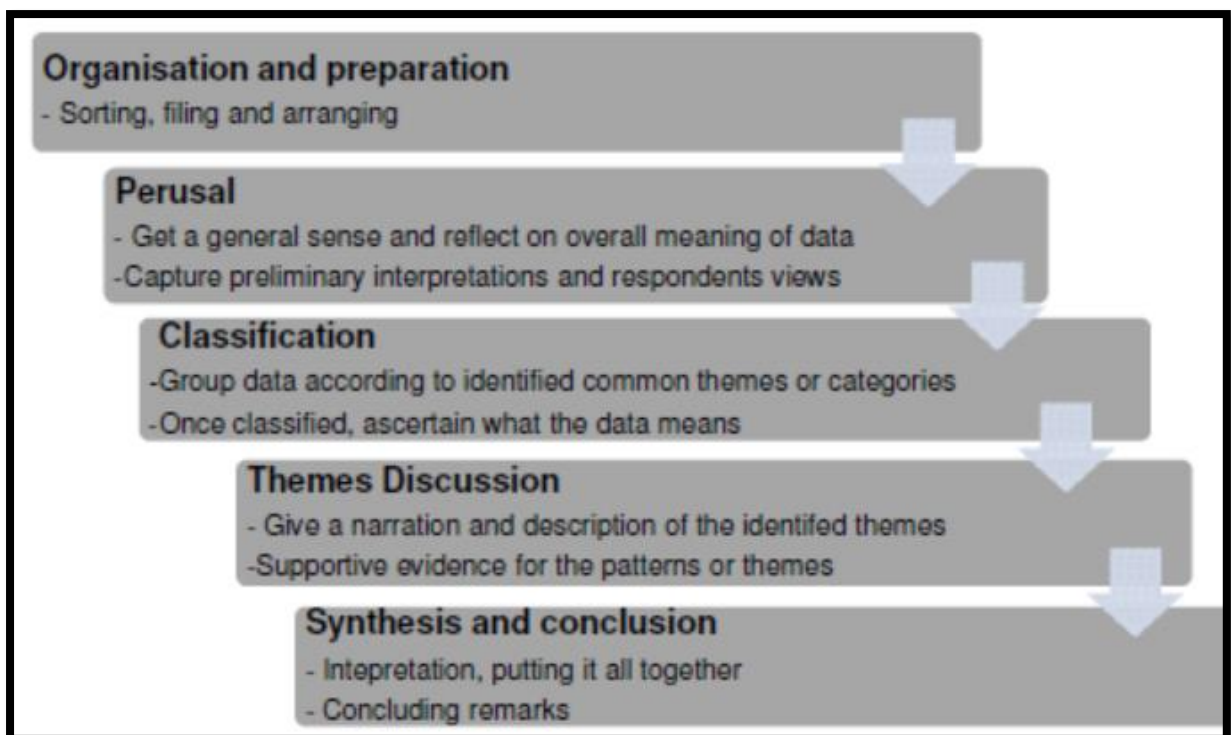 Organisation and preparation
- Sorting, filing and arranging
Perusal
- Get a general sense and reflect on overall meaning of data
-Capture preliminary interpretations and respondents views
Classification
-Group data according to identified common themes or categories
-Once classified, ascertain what the data means
Themes Discussion
- Give a narration and description of the identifed themes
-Supportive evidence for the patterns or themes
Synthesis and conclusion
- Intepretation, putting it all together
- Concluding remarks